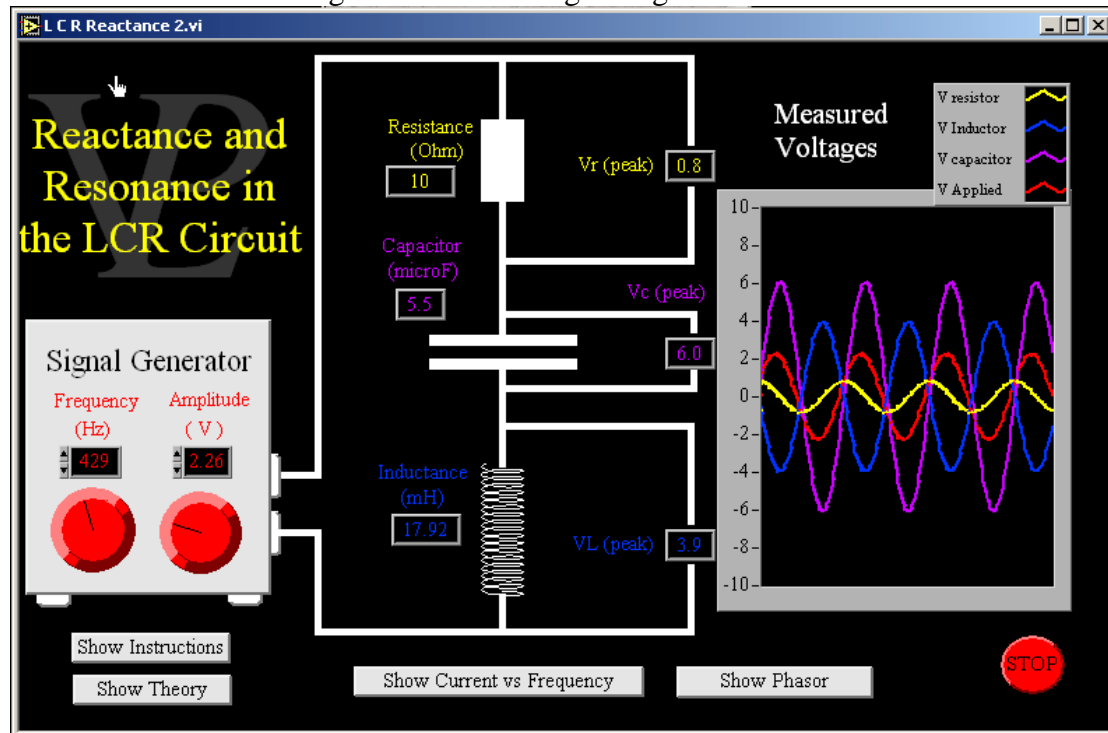 L C R Reactance 2.vi
Reactance and
Resonance in
the LCR Circuit
Resistance
(Ohm)
10
Vr (peak) 0.8
Capacitor
(microF)
5.5
Vc (peak)
6.0
Inductance
(mH)
17.92
VL (peak) 3.9
Signal Generator
Frequency
(Hz)
429
Amplitude
( V )
2.26
Measured
Voltages
V resistor
V Inductor
V capacitor
V Applied
10
8
6
4
2
0
-2
-4
-6
-8
-10
Show Instructions
Show Theory
Show Current vs Frequency
Show Phasor
STOP